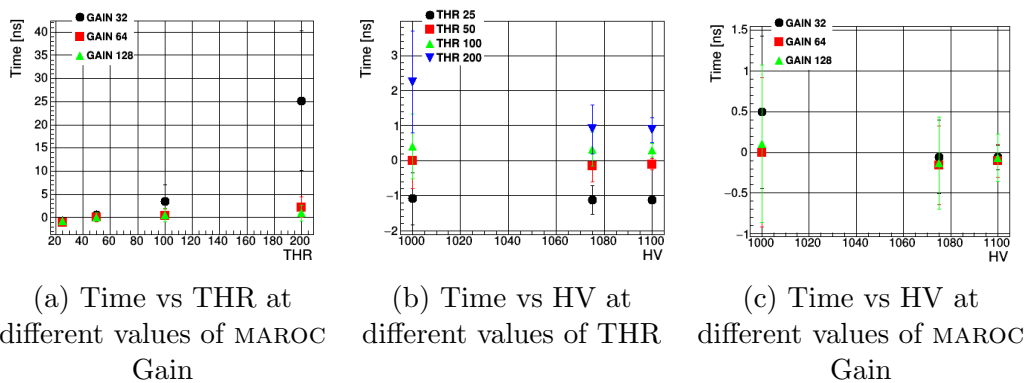 GAIN 32
GAIN 64
GAIN 128
Time [ns]
40
35
30
25
20
15
10
5
0
20 40 60 80 100 120 140 160 180 200
THR
THR 25
THR 50
THR 100
THR 200
Time [ns]
3
2
1
0
−1
−2
1000 1020 1040 1060 1080 1100
HV
GAIN 32
GAIN 64
GAIN 128
Time [ns]
1.5
1
0.5
0
−0.5
−1
1000 1020 1040 1060 1080 1100
HV
(a) Time vs THR at
different values of MAROC
Gain
(b) Time vs HV at
different values of THR
(c) Time vs HV at
different values of MAROC
Gain